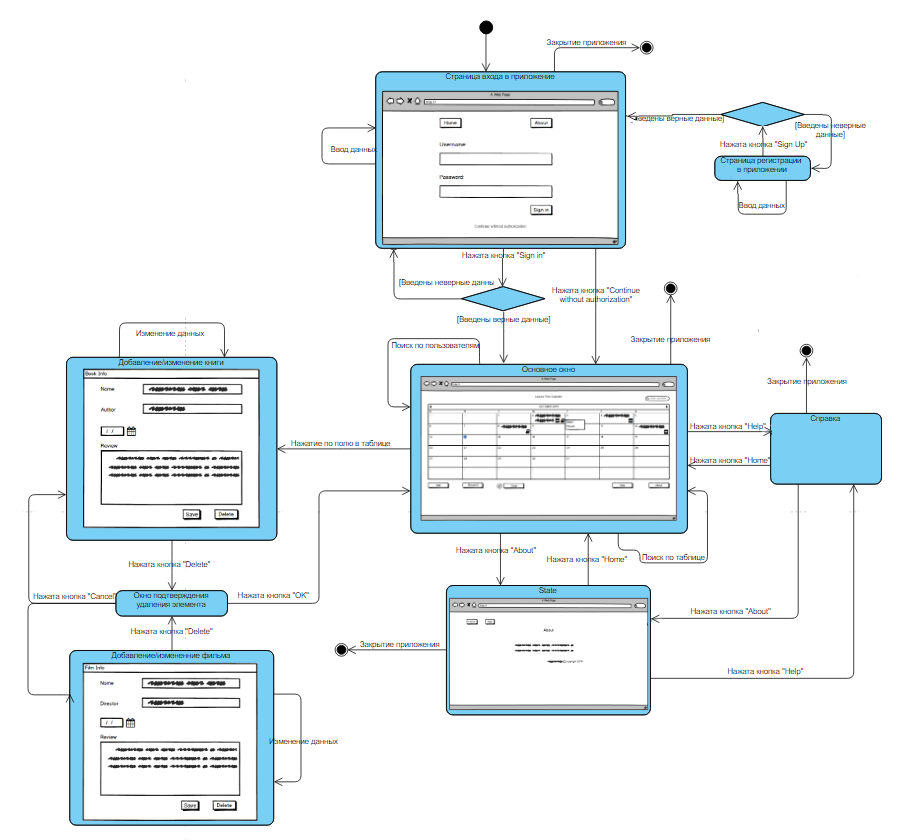 Закрытие приложения
Страница входа в приложение
A Web Page
http://
Home
About
Username:
Password:
Sign in
Continue without authorization
Ввод данных
[Введены верные данные]
[Введены неверные
данные]
Нажата кнопка "Sign Up"
Страница регистрации
в приложении
Ввод данных
Нажата кнопка "Sign in"
[Введены неверные данны
Нажата кнопка "Continue
without authorization"
[Введены верные данные]
Закрытие приложения
Поиск по пользователям
Основное окно
A Web Page
Изменение данных
Добавление/изменение книги
Book Info
Name
Author
/ /
Review
Save
Delete
Нажатие по полю в таблице
Закрытие приложения
Справка
Нажата кнопка "Help"
Нажата кнопка "Home"
Нажата кнопка "About"
Нажата кнопка "Home"
Поиск по таблице
Нажата кнопка "Delete"
Нажата кнопка "Cancel"
Окно подтверждения
удаления элемента
Нажата кнопка "OK"
Нажата кнопка "Delete"
State
A Web Page
About
Нажата кнопка "About"
Закрытие приложения
Нажата кнопка "Help"
Добавление/измененние фильма
Film Info
Name
Director
/ /
Review
Save
Delete
Изменение данных